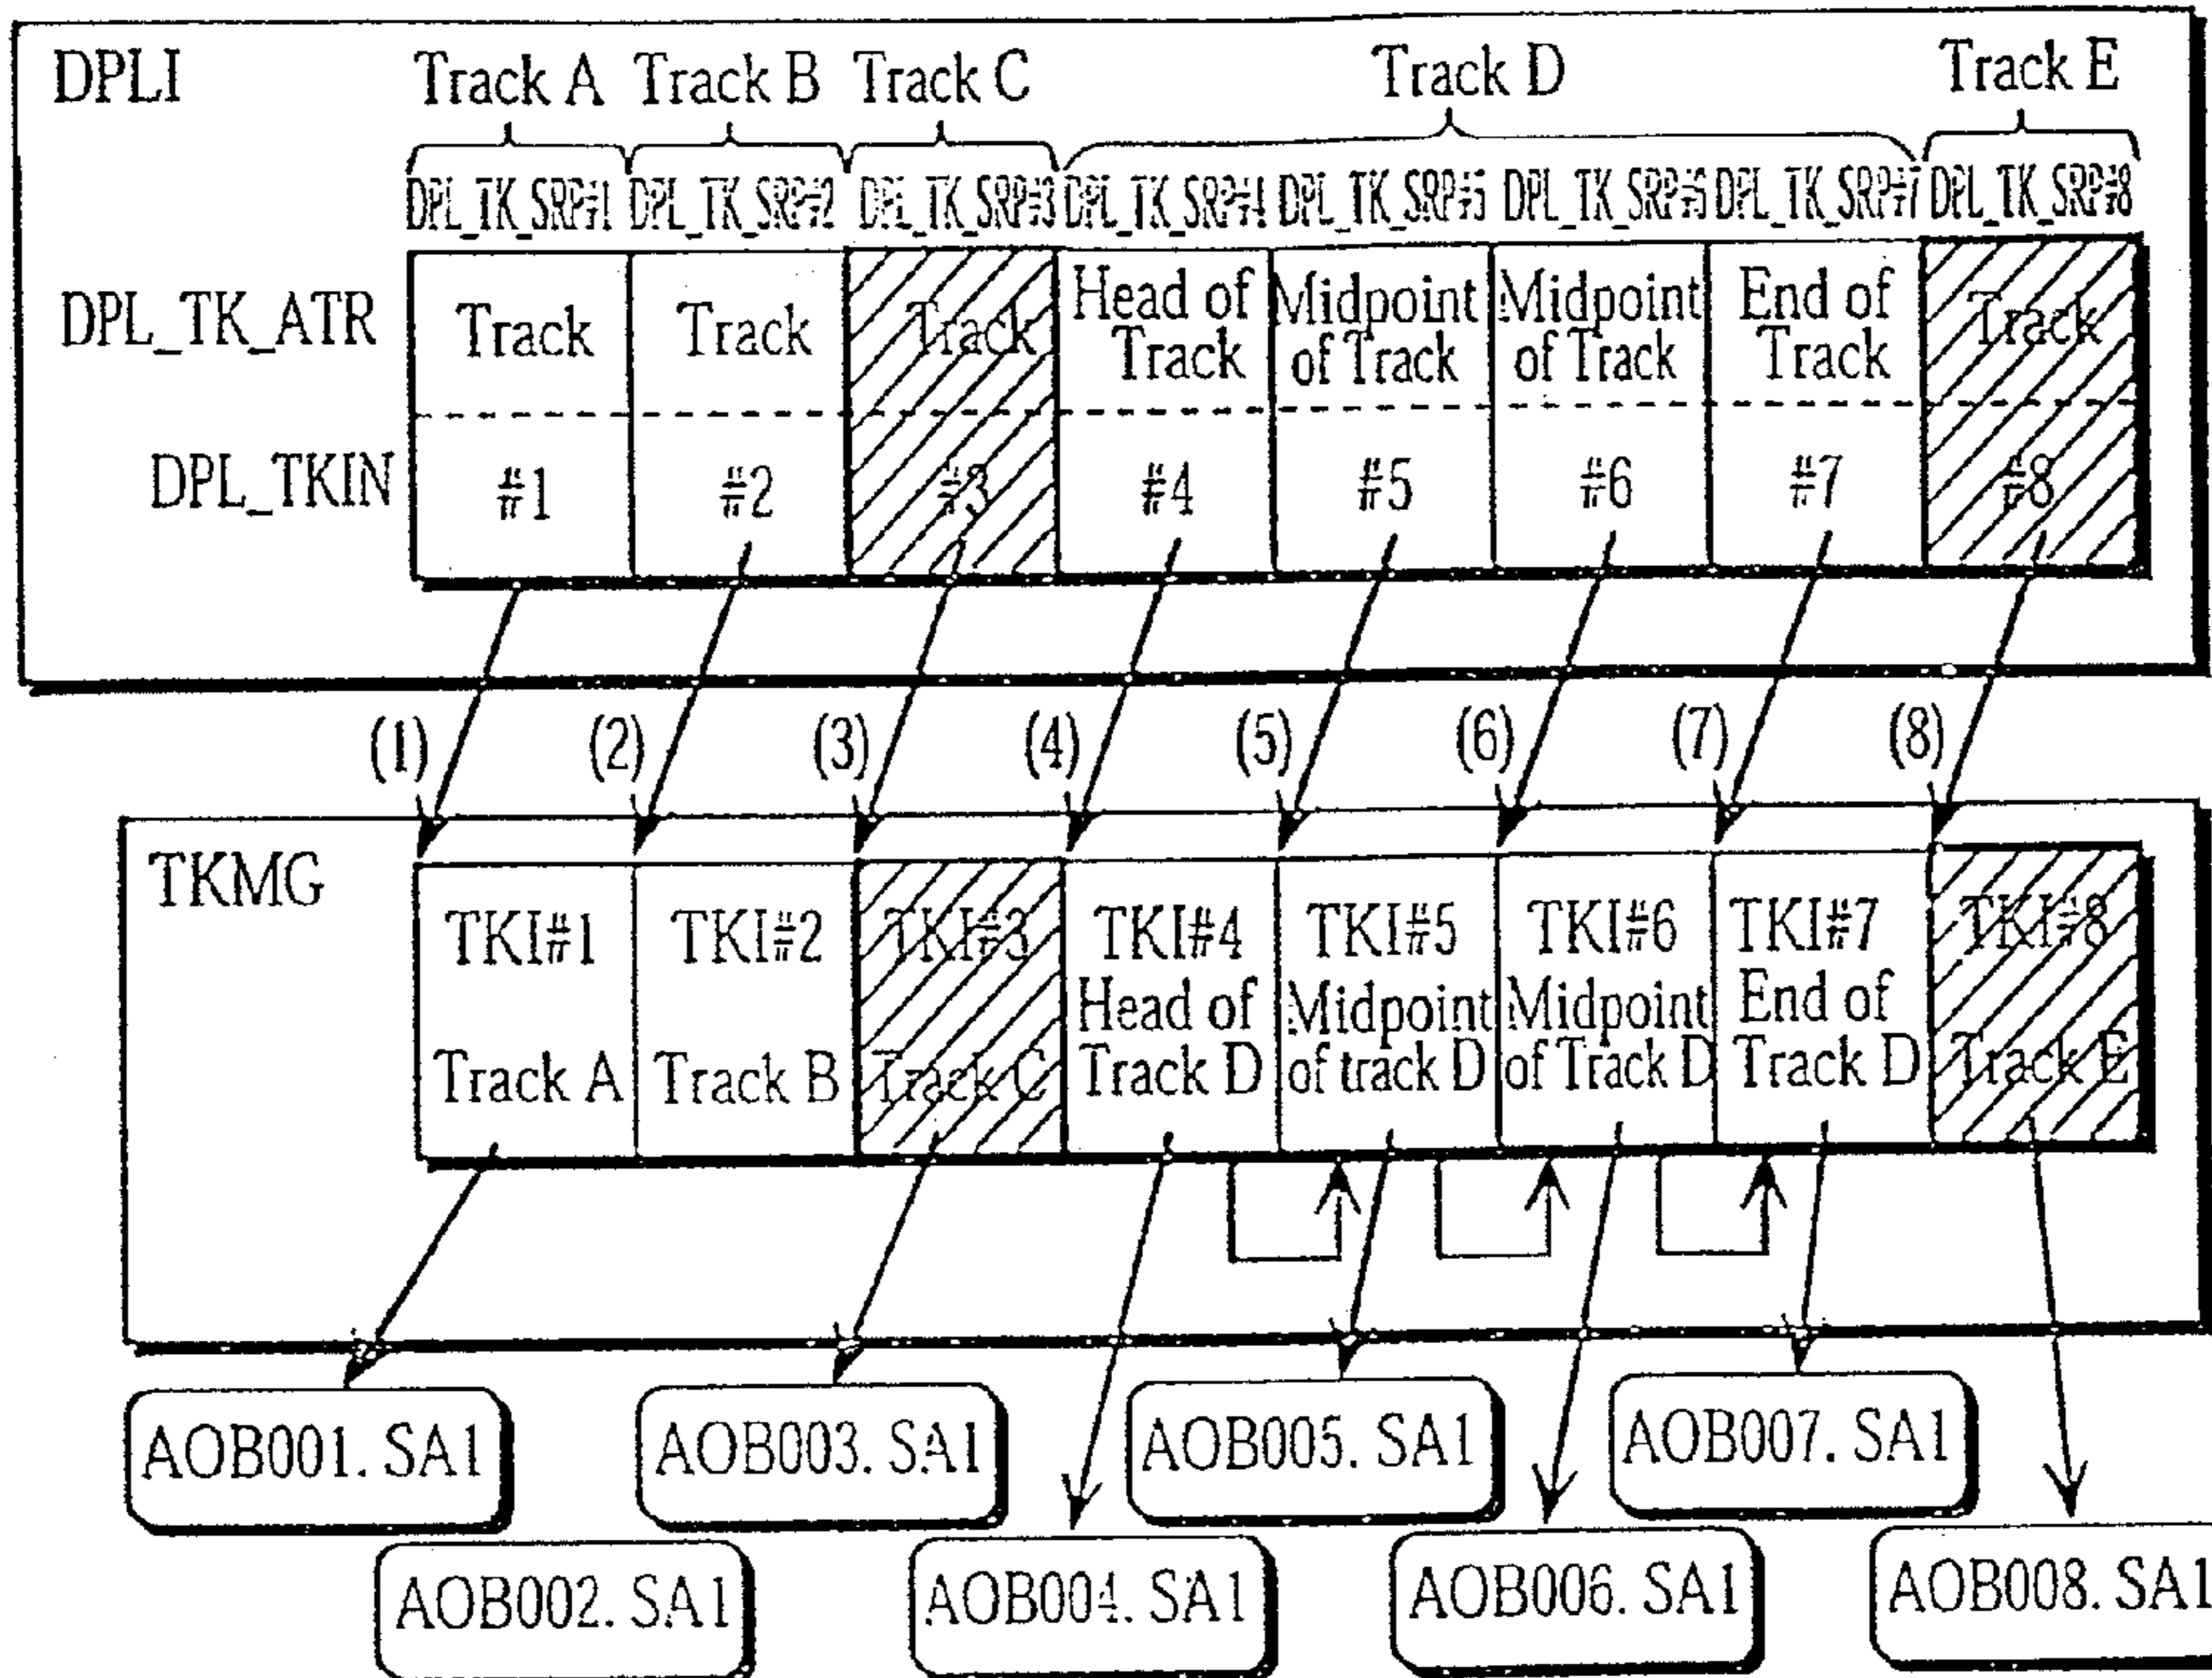 DPLI
Track A Track B Track C Track D Track E
DPL_TK_SRP#1 DPL_TK_SRP#2 DPL_TK_SRP#3 DPL_TK_SRP#4 DPL_TK_SRP#5 DPL_TK_SRP#6 DPL_TK_SRP#7 DPL_TK_SRP#8
DPL_TK_ATR
Track
Track
Track
Head of
Track
Midpoint
of Track
Midpoint
of Track
End of
Track
Track
DPL_TKIN #1 #2 #3 #4 #5 #6 #7 #8
(1) (2) (3) (4) (5) (6) (7) (8)
TKMG
TKI#1
Track A
TKI#2
Track B
TKI#3
Track C
TKI#4
Head of
Track D
TKI#5
Midpoint
of track D
TKI#6
Midpoint
of Track D
TKI#7
End of
Track D
TKI#8
Track E
AOB001. SA1 AOB003. SA1 AOB005. SA1 AOB007. SA1
AOB002. SA1 AOB004. SA1 AOB006. SA1 AOB008. SA1